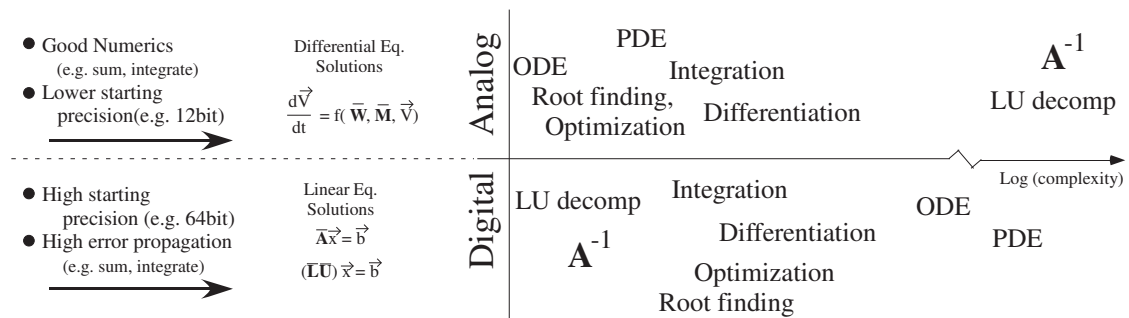 ● Good Numerics
(e.g. sum, integrate)
● Lower starting
precision(e.g. 12bit)
Differential Eq.
Solutions
dV⃗/dt = f( W̄, M̄, V⃗)
Analog
ODE
PDE
Integration
Root finding,
Optimization
Differentiation
A⁻¹
LU decomp
Log (complexity)
● High starting
precision (e.g. 64bit)
● High error propagation
(e.g. sum, integrate)
Linear Eq.
Solutions
Āx⃗ = b⃗
(L̄Ū) x⃗ = b⃗
Digital
LU decomp
A⁻¹
Integration
Differentiation
Optimization
Root finding
ODE
PDE